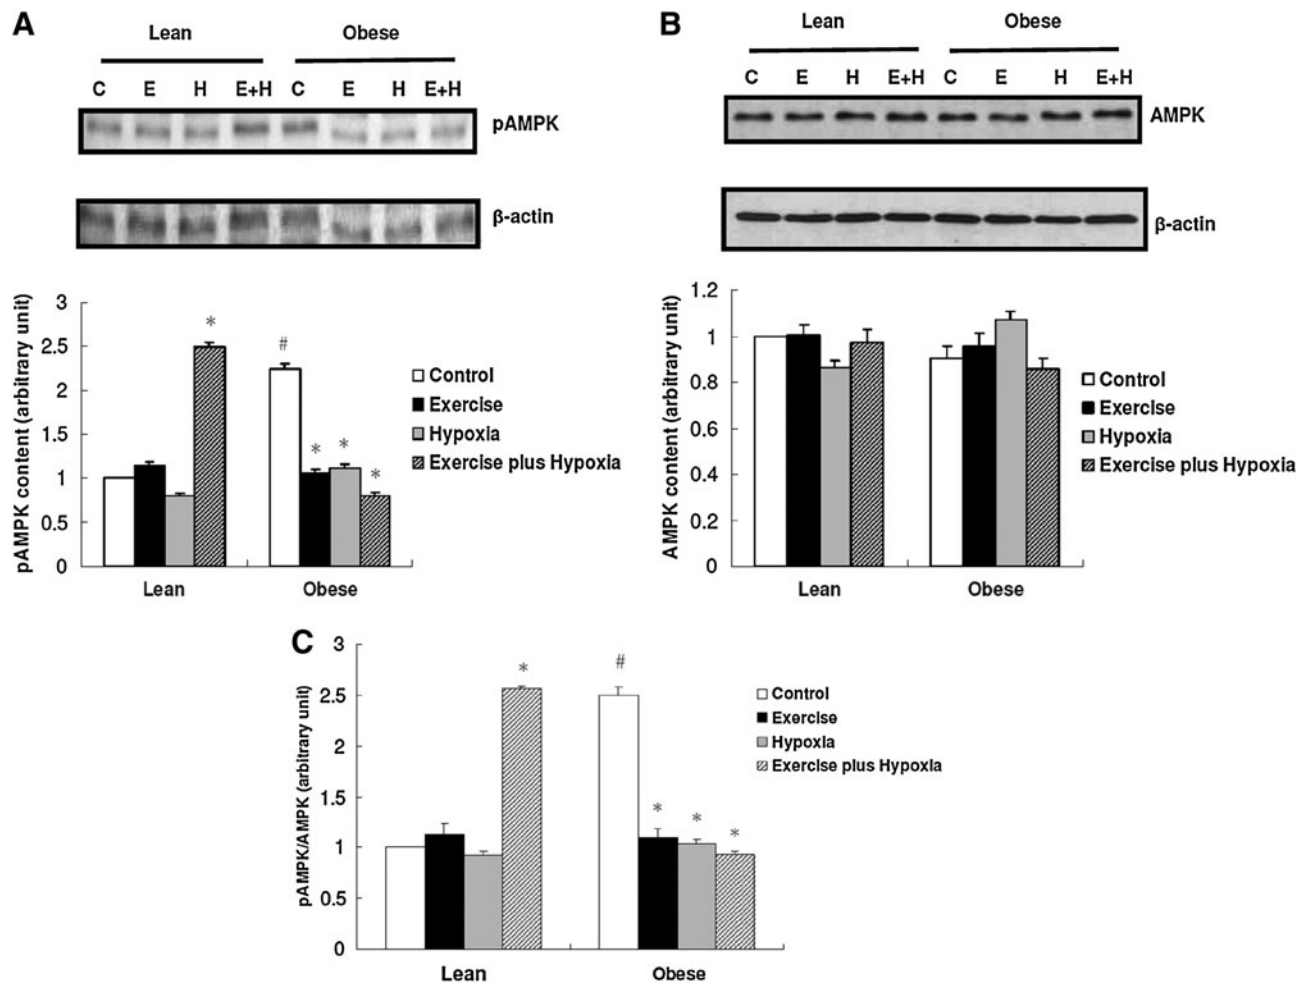 A
Lean Obese
C E H E+H C E H E+H
pAMPK
β-actin
pAMPK content (arbitrary unit)
3
2.5
2
1.5
1
0.5
0
*
#
*
*
*
Control
Exercise
Hypoxia
Exercise plus Hypoxia
Lean Obese
B
Lean Obese
C E H E+H C E H E+H
AMPK
β-actin
AMPK content (arbitrary unit)
1.2
1
0.8
0.6
0.4
0.2
0
Control
Exercise
Hypoxia
Exercise plus Hypoxia
Lean Obese
C
pAMPK/AMPK (arbitrary unit)
3
2.5
2
1.5
1
0.5
0
*
#
*
*
*
Control
Exercise
Hypoxia
Exercise plus Hypoxia
Lean Obese